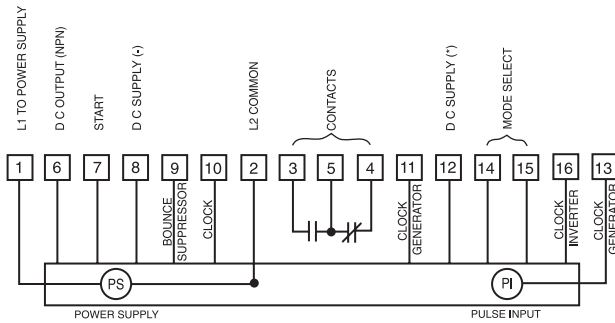 L1 TO POWER SUPPLY
D C OUTPUT (NPN)
START
D C SUPPLY (-)
L2 COMMON
CONTACTS
D C SUPPLY (*)
MODE SELECT
1 6 7 8 9 10 2 3 5 4 11 12 14 15 16 13
BOUNCE
SUPPRESSOR
CLOCK
CLOCK
GENERATOR
CLOCK
INVERTER
CLOCK
GENERATOR
PS
PI
POWER SUPPLY
PULSE INPUT